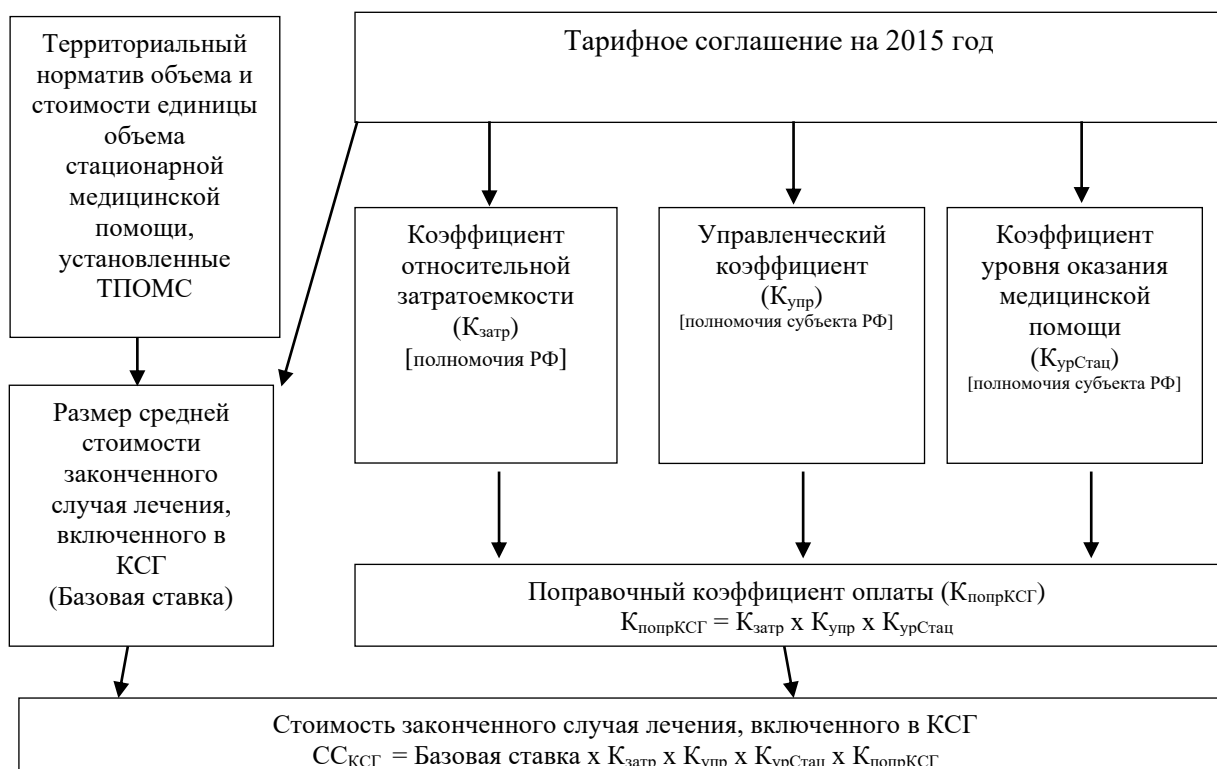 Территориальный
норматив объема и
стоимости единицы
объема
стационарной
медицинской
помощи,
установленные
ТПОМС
Тарифное соглашение на 2015 год
Коэффициент
относительной
затратоемкости
(Кзатр)
[полномочия РФ]
Управленческий
коэффициент
(Купр)
[полномочия субъекта РФ]
Коэффициент
уровня оказания
медицинской
помощи
(КурСтац)
[полномочия субъекта РФ]
Размер средней
стоимости
законченного
случая лечения,
включенного в
КСГ
(Базовая ставка)
Поправочный коэффициент оплаты (КпопрКСГ)
КпопрКСГ = Кзатр х Купр х КурСтац
Стоимость законченного случая лечения, включенного в КСГ
ССКСГ = Базовая ставка х Кзатр х Купр х КурСтац х КпопрКСГ